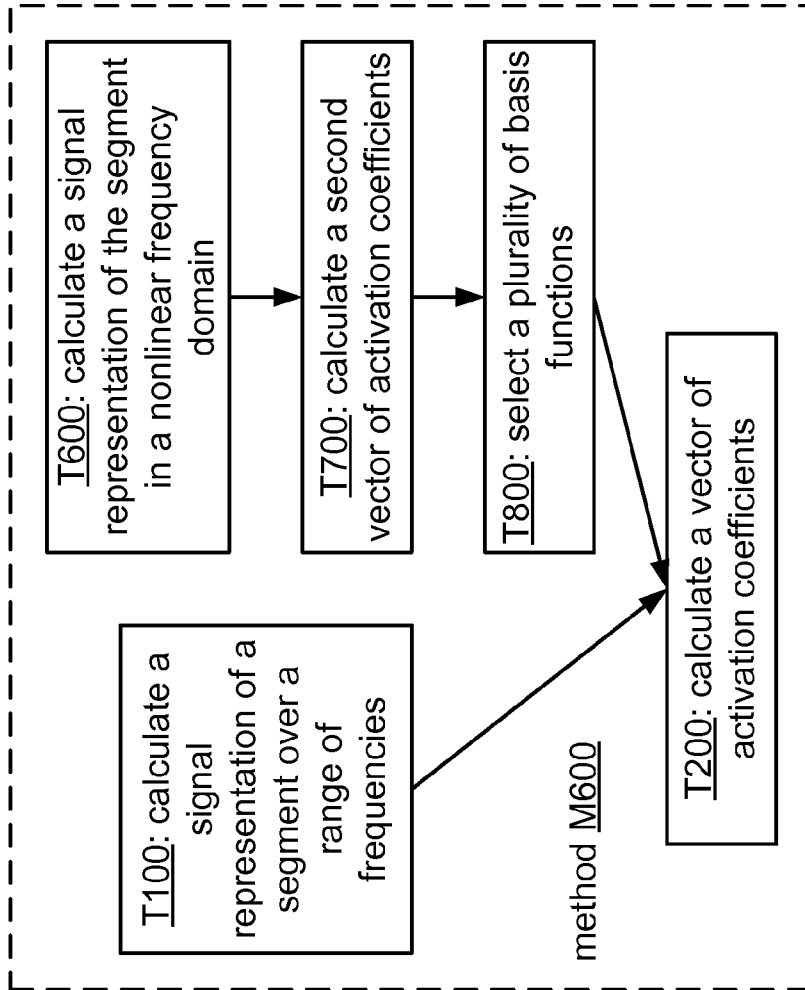 T100: calculate a
signal
representation of a
segment over a
range of
frequencies
T600: calculate a signal
representation of the segment
in a nonlinear frequency
domain
T700: calculate a second
vector of activation coefficients
T800: select a plurality of basis
functions
method M600
T200: calculate a vector of
activation coefficients